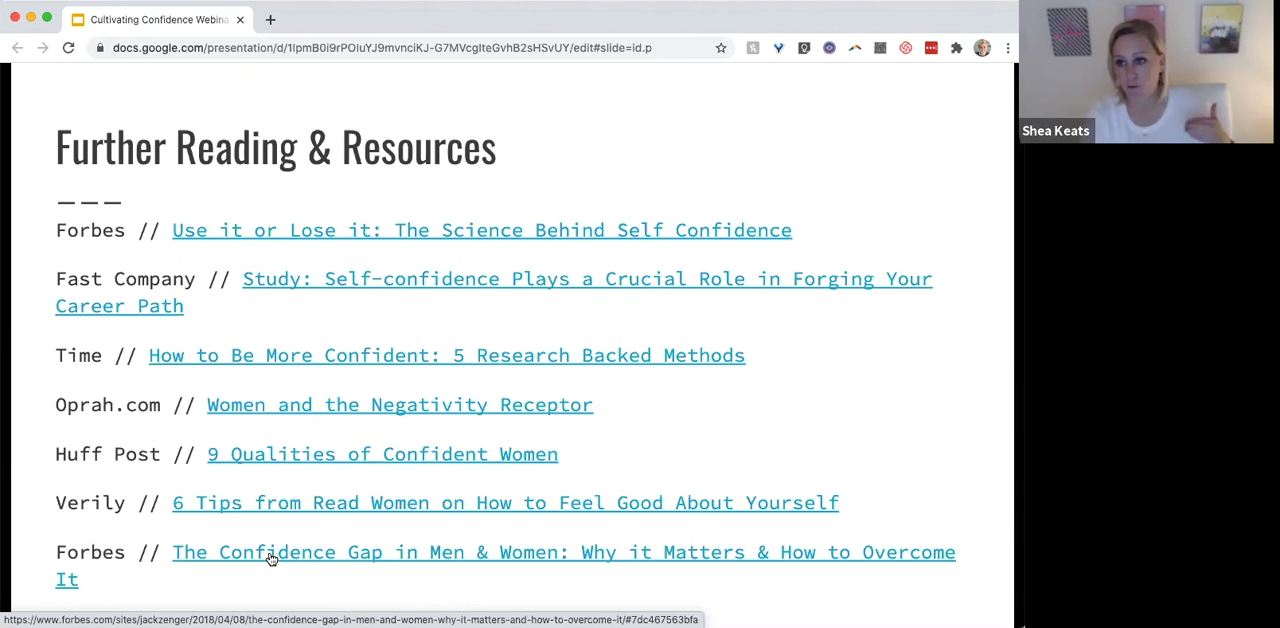 Cultivating Confidence Webina
docs.google.com/presentation/d/1lpmB0i9rPOluYJ9mvnciKJ-G7MVcglteGvhB2sHSvUY/edit#slide=id.p
Shea Keats
Further Reading & Resources
Forbes // Use it or Lose it: The Science Behind Self Confidence
Fast Company // Study: Self-confidence Plays a Crucial Role in Forging Your
Career Path
Time // How to Be More Confident: 5 Research Backed Methods
Oprah.com // Women and the Negativity Receptor
Huff Post // 9 Qualities of Confident Women
Verily // 6 Tips from Read Women on How to Feel Good About Yourself
Forbes // The Confidence Gap in Men & Women: Why it Matters & How to Overcome
It
https://www.forbes.com/sites/jackzenger/2018/04/08/the-confidence-gap-in-men-and-women-why-it-matters-and-how-to-overcome-it/#7dc467563bfa